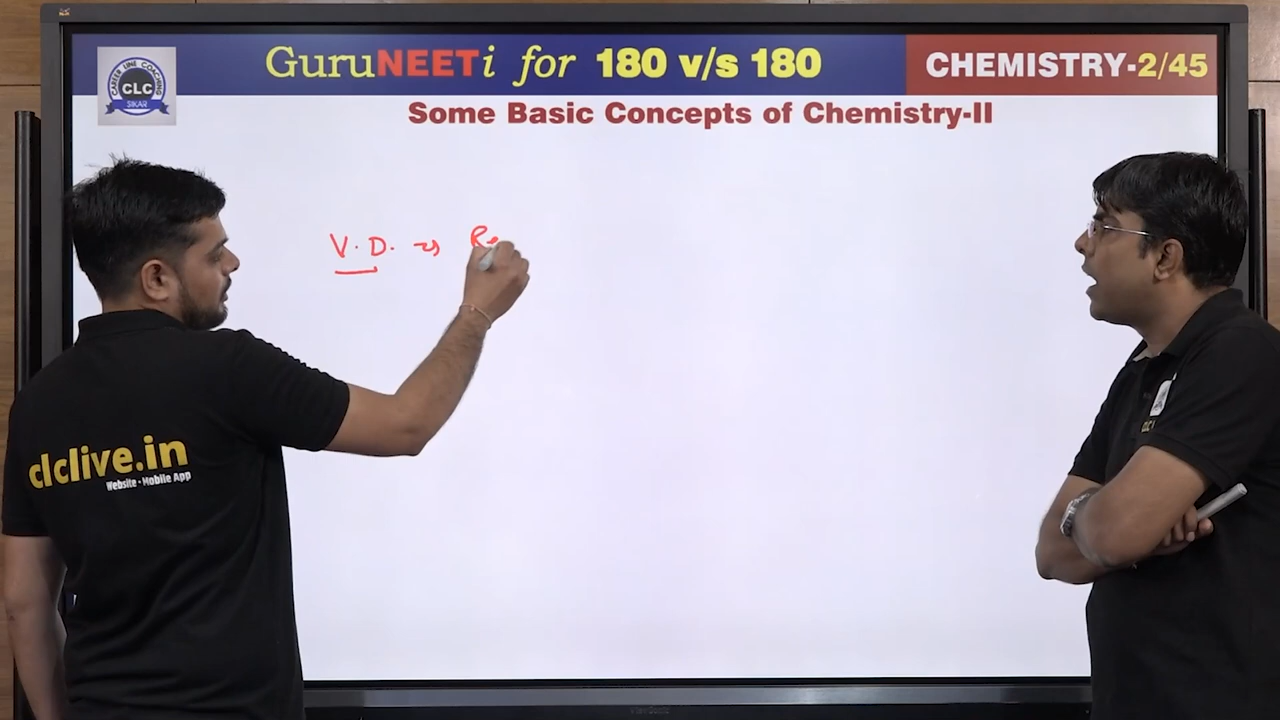 GuruNEETi for 180 v/s 180
CHEMISTRY-2/45
CAREER LINE COACHING
CLC
SIKAR
Some Basic Concepts of Chemistry-II
V.D. ⇒ Re
clclive.in
Website - Mobile App